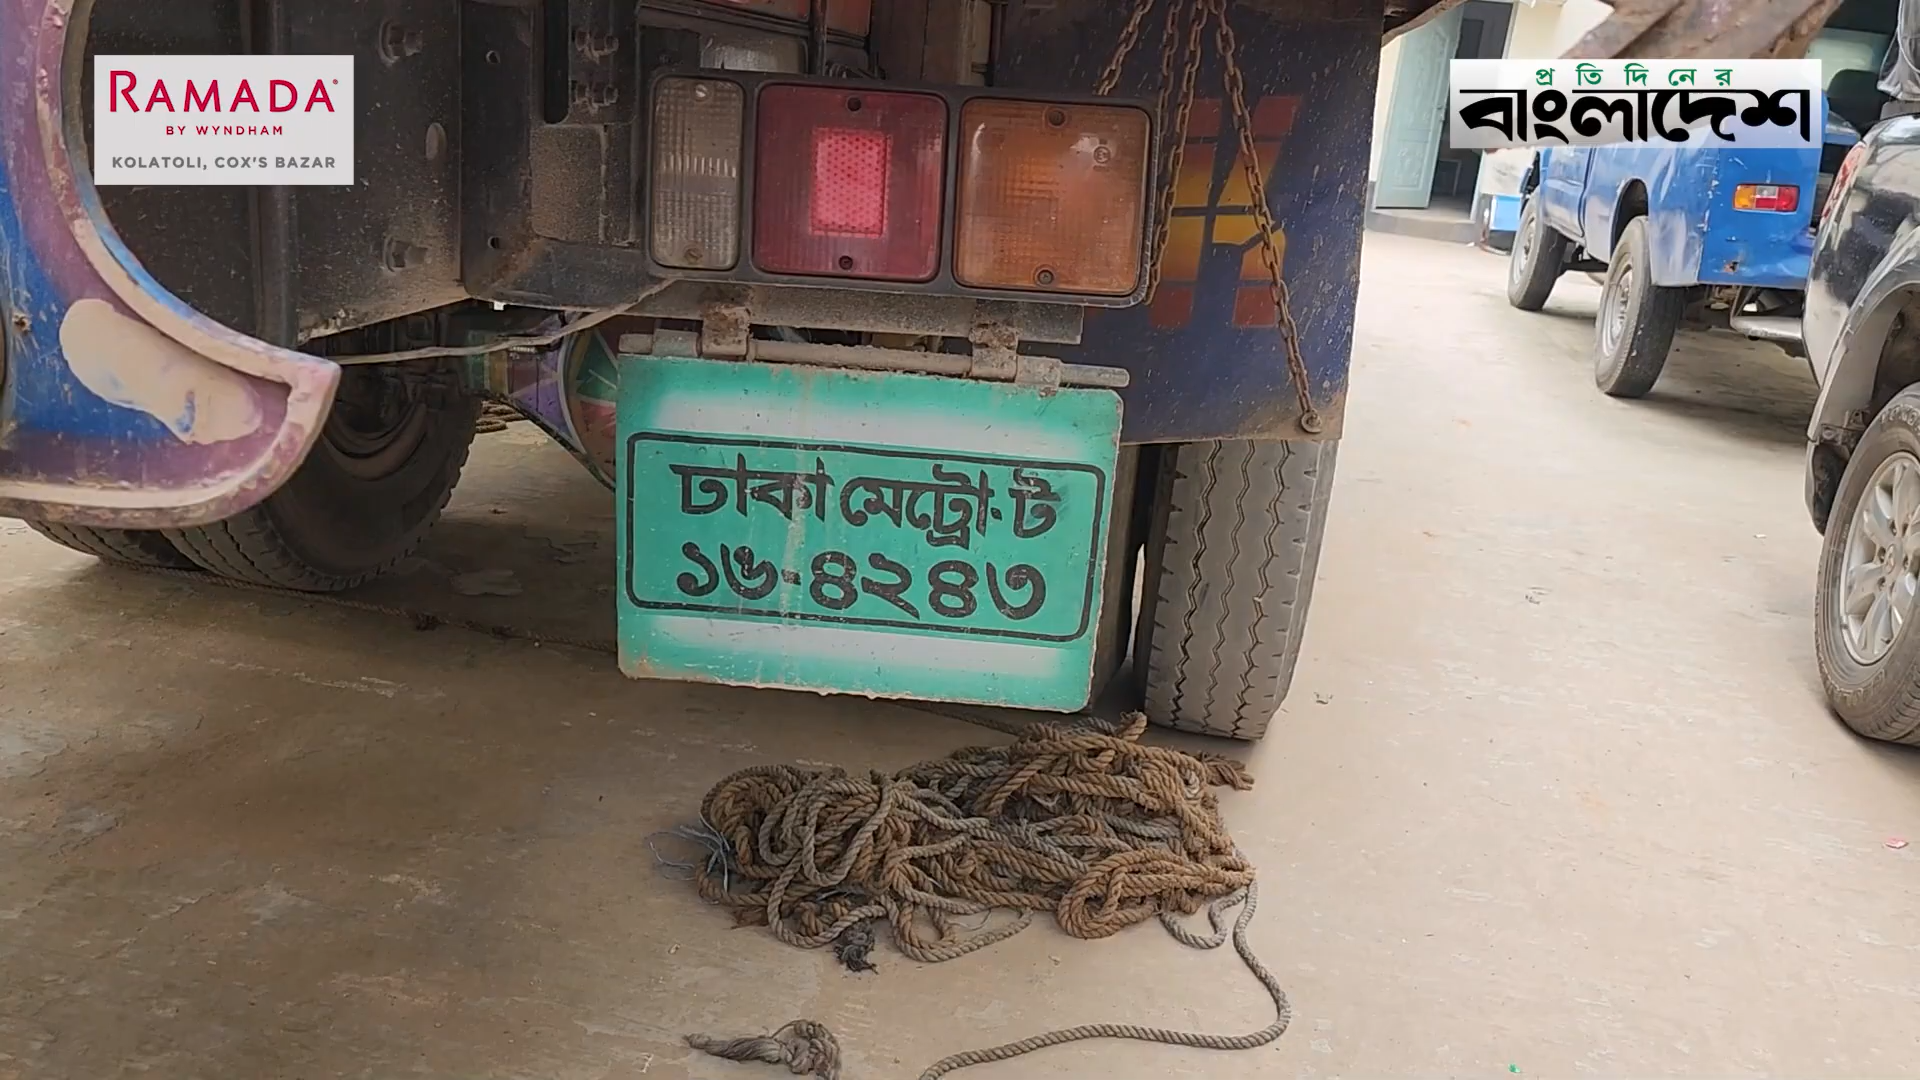 RAMADA
BY WYNDHAM
KOLATOLI, COX'S BAZAR
প্রতিদিনের
বাংলাদেশ
ঢাকা মেট্রো-ট
১৬-৪২৪৩